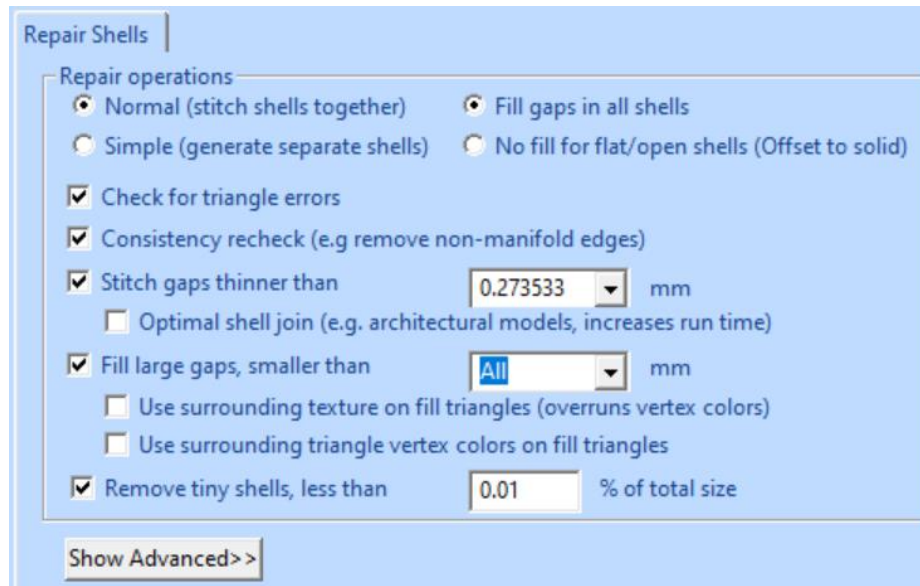 Repair Shells
Repair operations
Normal (stitch shells together) Fill gaps in all shells
Simple (generate separate shells) No fill for flat/open shells (Offset to solid)
Check for triangle errors
Consistency recheck (e.g remove non-manifold edges)
Stitch gaps thinner than 0.273533 mm
Optimal shell join (e.g. architectural models, increases run time)
Fill large gaps, smaller than All mm
Use surrounding texture on fill triangles (overruns vertex colors)
Use surrounding triangle vertex colors on fill triangles
Remove tiny shells, less than 0.01 % of total size
Show Advanced>>